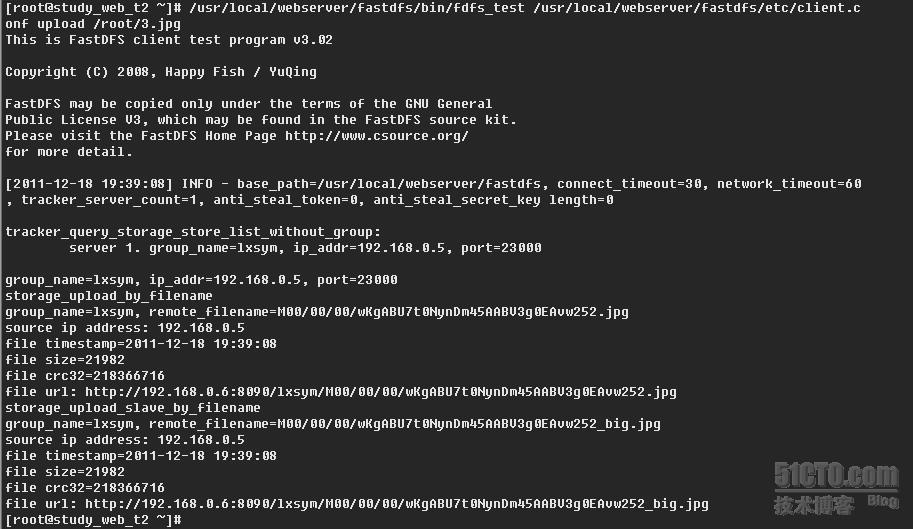 [root@study_web_t2 ~]# /usr/local/webserver/fastdfs/bin/fdfs_test /usr/local/webserver/fastdfs/etc/client.c
onf upload /root/3.jpg
This is FastDFS client test program v3.02
Copyright (C) 2008, Happy Fish / YuQing
FastDFS may be copied only under the terms of the GNU General
Public License V3, which may be found in the FastDFS source kit.
Please visit the FastDFS Home Page http://www.csource.org/
for more detail.
[2011-12-18 19:39:08] INFO - base_path=/usr/local/webserver/fastdfs, connect_timeout=30, network_timeout=60
, tracker_server_count=1, anti_steal_token=0, anti_steal_secret_key length=0
tracker_query_storage_store_list_without_group:
server 1. group_name=lxsym, ip_addr=192.168.0.5, port=23000
group_name=lxsym, ip_addr=192.168.0.5, port=23000
storage_upload_by_filename
group_name=lxsym, remote_filename=M00/00/00/wKgABU7t0NynDm45AABV3g0EAvw252.jpg
source ip address: 192.168.0.5
file timestamp=2011-12-18 19:39:08
file size=21982
file crc32=218366716
file url: http://192.168.0.6:8090/lxsym/M00/00/00/wKgABU7t0NynDm45AABV3g0EAvw252.jpg
storage_upload_slave_by_filename
group_name=lxsym, remote_filename=M00/00/00/wKgABU7t0NynDm45AABV3g0EAvw252_big.jpg
source ip address: 192.168.0.5
file timestamp=2011-12-18 19:39:08
file size=21982
file crc32=218366716
file url: http://192.168.0.6:8090/lxsym/M00/00/00/wKgABU7t0NynDm45AABV3g0EAvw252_big.jpg
[root@study_web_t2 ~]#
51CTO.com
技术博客 Blog